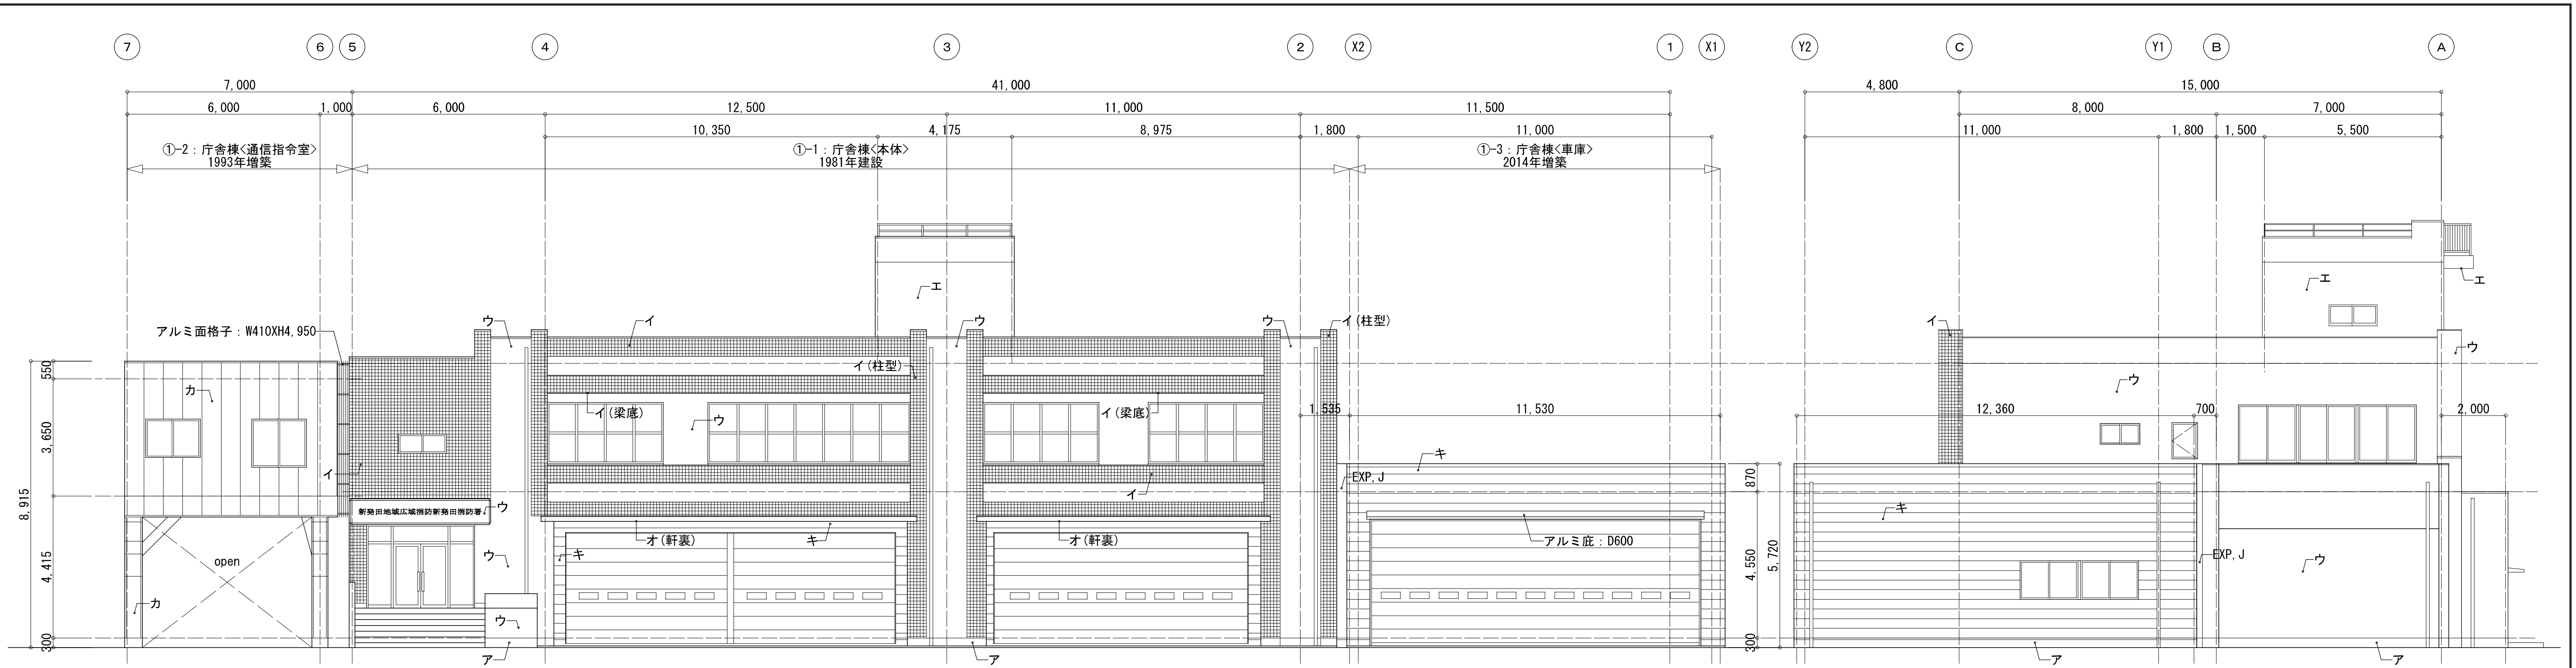 7 6 5 4 3 2 X2 1 X1 Y2 C Y1 B A
7,000 41,000 4,800 15,000
6,000 1,000 6,000 12,500 11,000 11,500 8,000 7,000
10,350 4,175 8,975 1,800 11,000 11,000 1,800 1,500 5,500
①-2：庁舎棟<通信指令室>
1993年増築
①-1：庁舎棟<本体>
1981年建設
①-3：庁舎棟<車庫>
2014年増築
エ
エ
エ
アルミ面格子：W410XH4,950
ウ
イ
ウ
ウ
イ(柱型)
イ
ウ
イ(柱型)
カ
イ(梁底)
ウ
イ(梁底)
ウ
1,535
11,530
12,360
700
2,000
550
3,650
8,915
4,415
300
イ
キ
EXP,J
イ
870
4,550
5,720
300
キ
新発田地域広域消防新発田消防署
ウ
オ(軒裏)
キ
オ(軒裏)
アルミ庇：D600
open
ウ
キ
EXP,J
ウ
カ
ウ
ア
ア
ア
ア